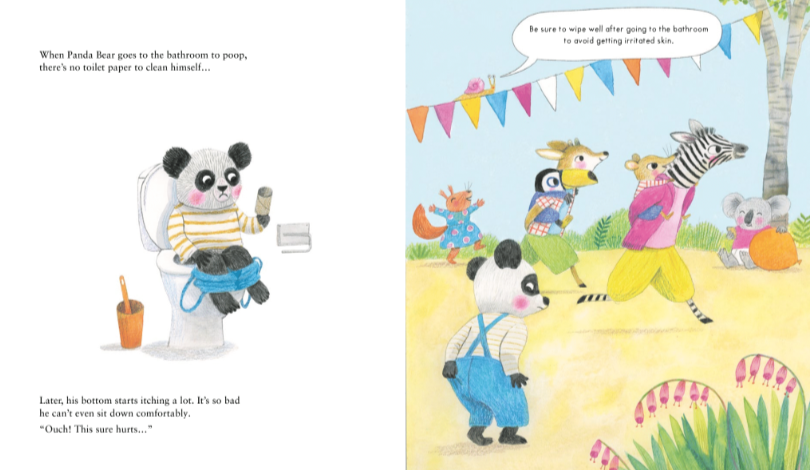 When Panda Bear goes to the bathroom to poop,
there's no toilet paper to clean himself...
Later, his bottom starts itching a lot. It's so bad
he can't even sit down comfortably.
"Ouch! This sure hurts..."
Be sure to wipe well after going to the bathroom
to avoid getting irritated skin.